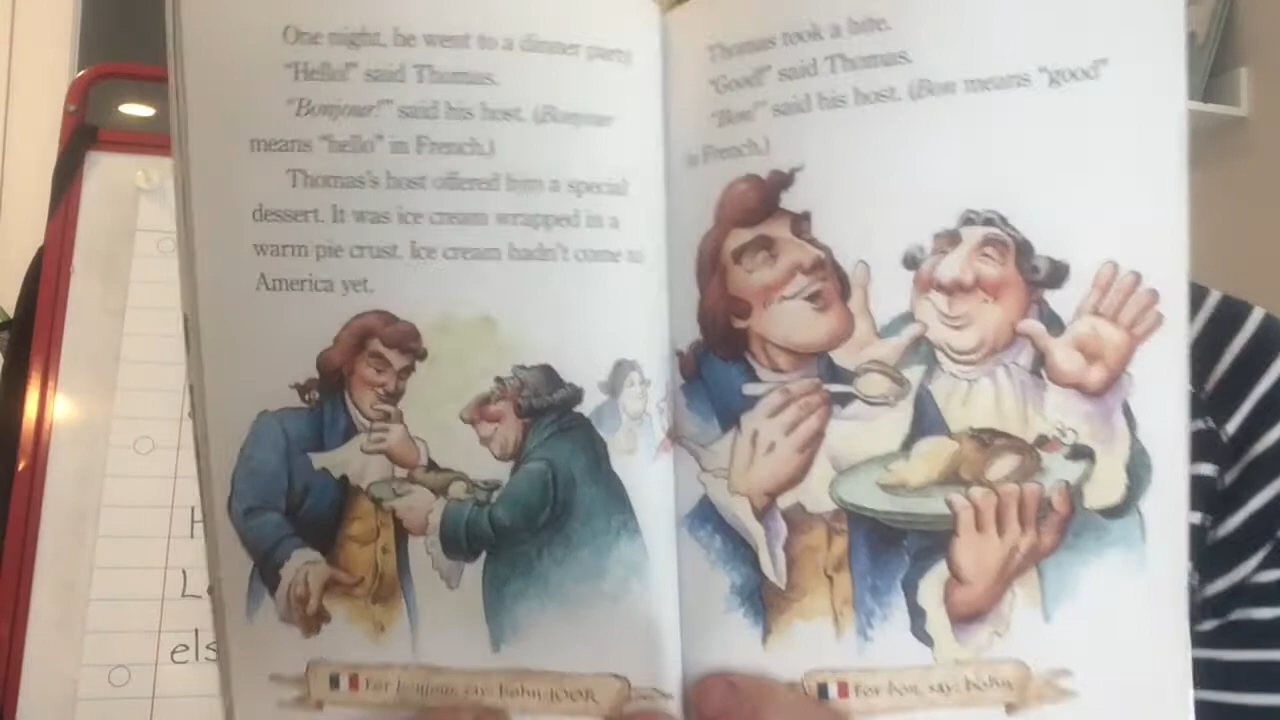 One night, he went to a dinner party.
"Hello!" said Thomas.
"Bonjour!" said his host. (Bonjour
means "hello" in French.)
Thomas's host offered him a special
dessert. It was ice cream wrapped in a
warm pie crust. Ice cream hadn't come to
America yet.
For bonjour, say: bohn-JOOR
Thomas took a bite.
"Good!" said Thomas.
"Bon!" said his host. (Bon means "good"
in French.)
For bon, say: bohn
H
L
els